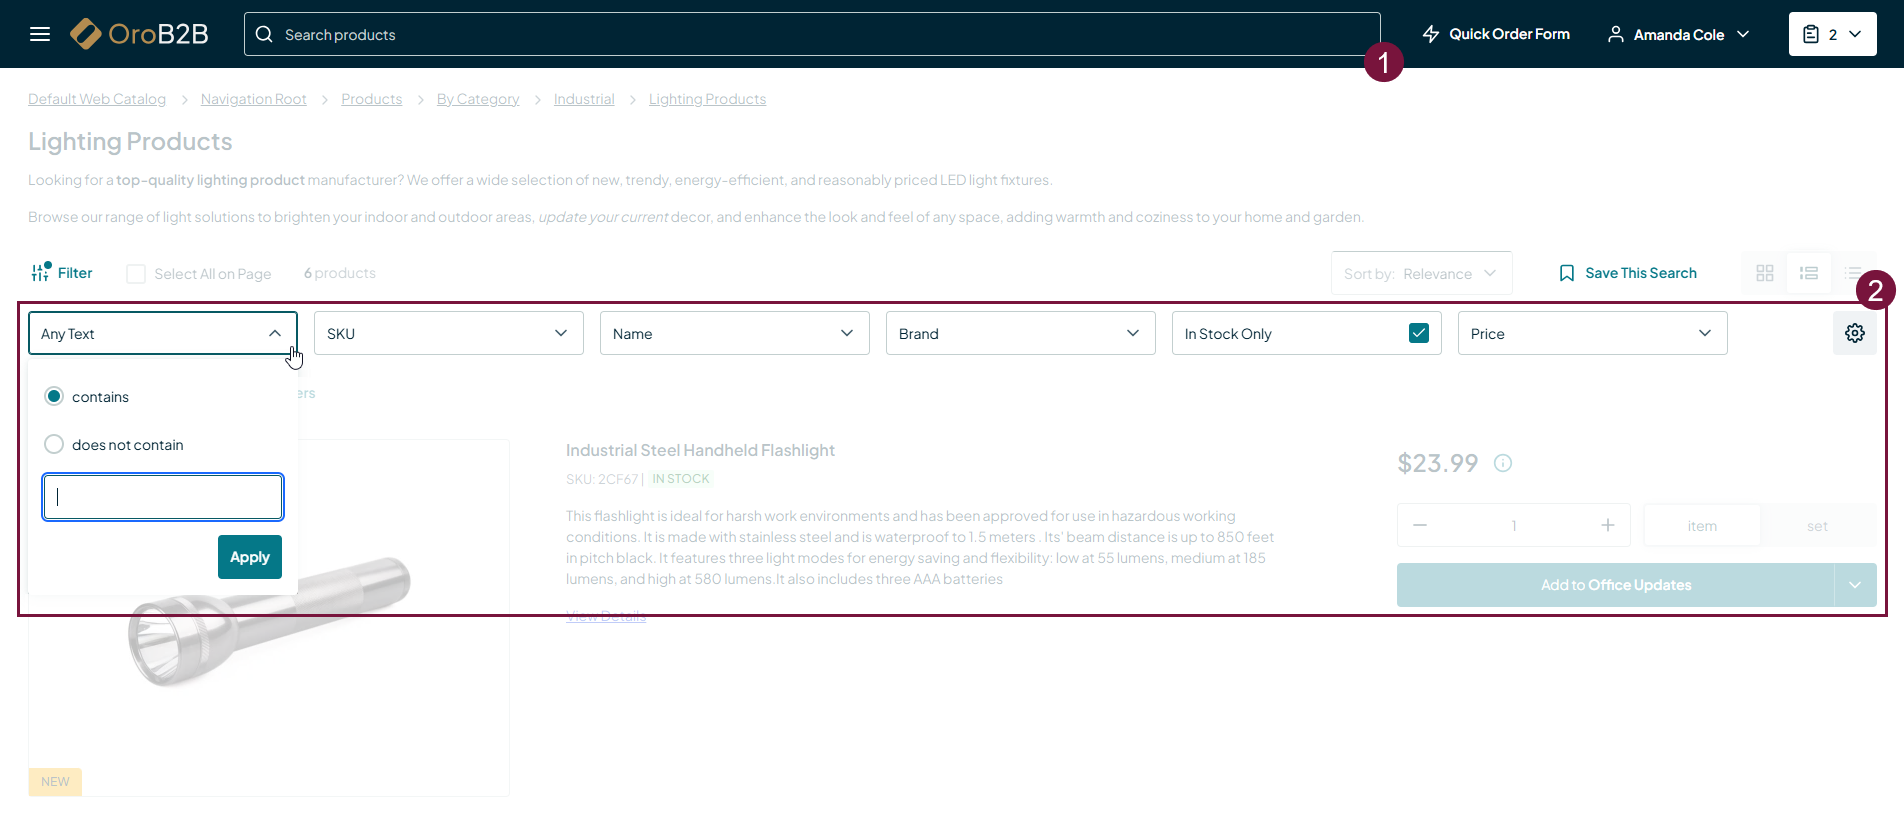 OroB2B
Search products
Quick Order Form
Amanda Cole
2
1
Default Web Catalog > Navigation Root > Products > By Category > Industrial > Lighting Products
Lighting Products
Looking for a top-quality lighting product manufacturer? We offer a wide selection of new, trendy, energy-efficient, and reasonably priced LED light fixtures.
Browse our range of light solutions to brighten your indoor and outdoor areas, update your current decor, and enhance the look and feel of any space, adding warmth and coziness to your home and garden.
Filter
Select All on Page
6 products
Sort by: Relevance
Save This Search
2
Any Text
SKU
Name
Brand
In Stock Only
Price
contains
ers
does not contain
Apply
Industrial Steel Handheld Flashlight
SKU: 2CF67 | IN STOCK
This flashlight is ideal for harsh work environments and has been approved for use in hazardous working
conditions. It is made with stainless steel and is waterproof to 1.5 meters . Its' beam distance is up to 850 feet
in pitch black. It features three light modes for energy saving and flexibility: low at 55 lumens, medium at 185
lumens, and high at 580 lumens.It also includes three AAA batteries
View Details
$23.99
1
item
set
Add to Office Updates
NEW